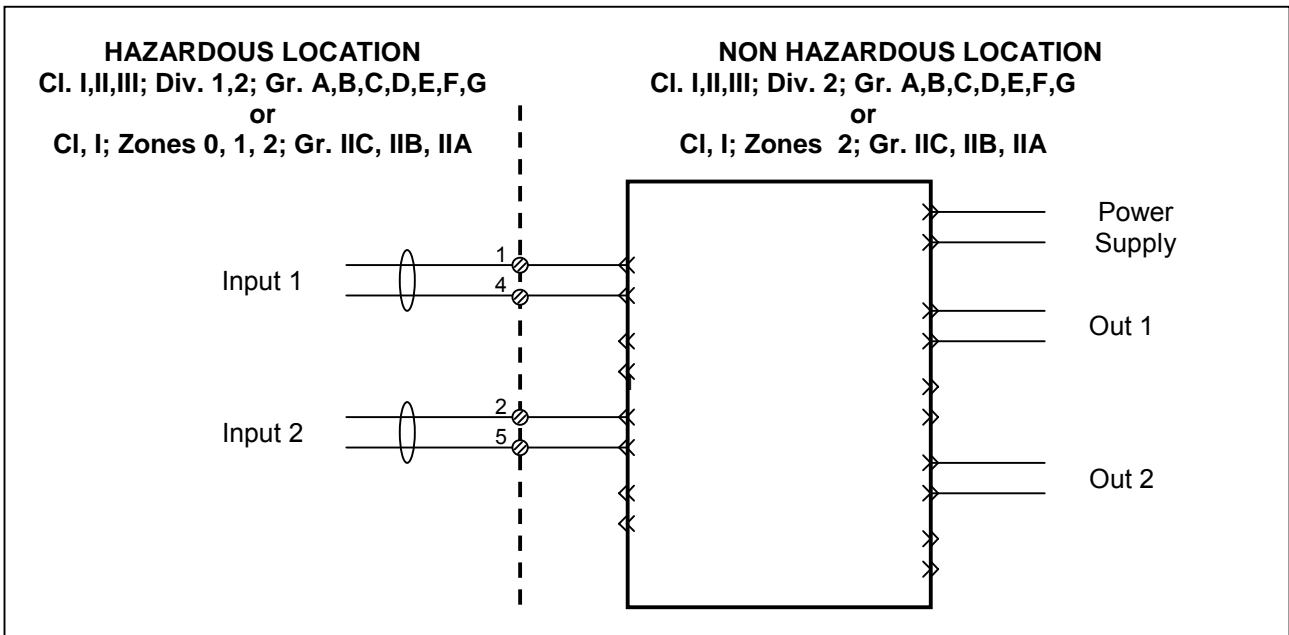 HAZARDOUS LOCATION
Cl. I,II,III; Div. 1,2; Gr. A,B,C,D,E,F,G
or
Cl, I; Zones 0, 1, 2; Gr. IIC, IIB, IIA
NON HAZARDOUS LOCATION
Cl. I,II,III; Div. 2; Gr. A,B,C,D,E,F,G
or
Cl, I; Zones  2; Gr. IIC, IIB, IIA
Input 1
1
4
Input 2
2
5
Power
Supply
Out 1
Out 2